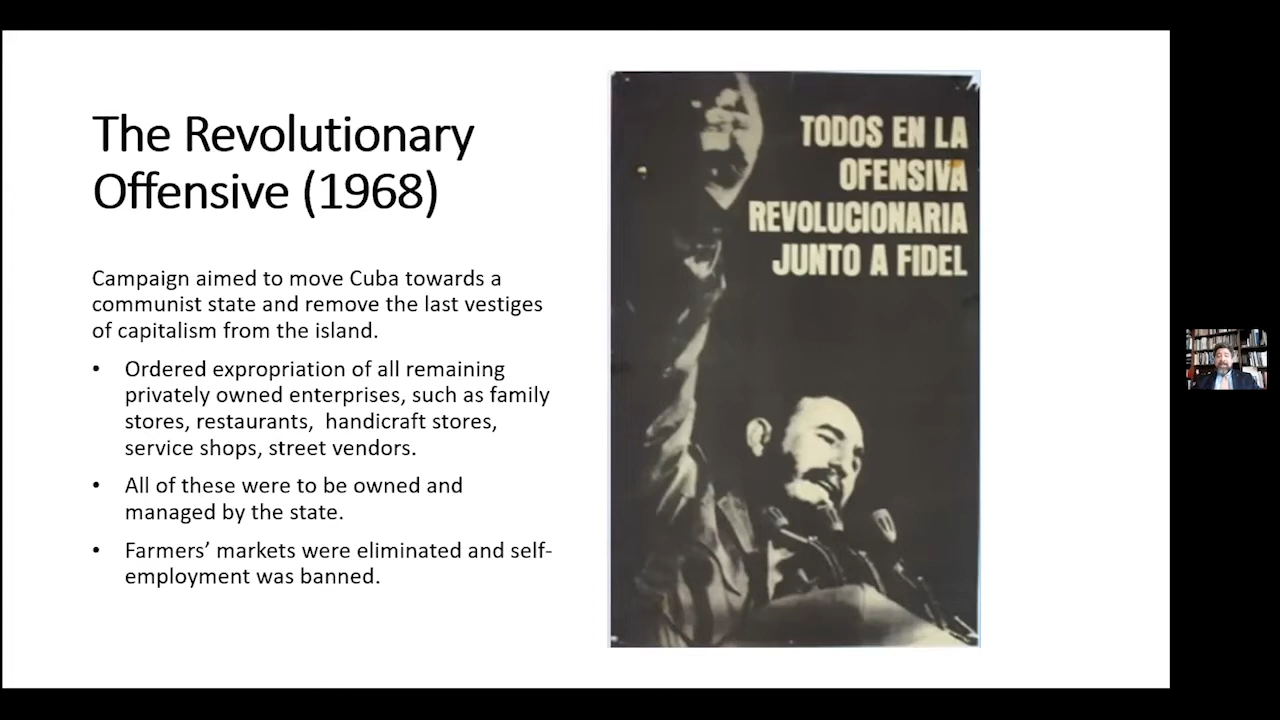 The Revolutionary
Offensive (1968)
Campaign aimed to move Cuba towards a
communist state and remove the last vestiges
of capitalism from the island.
• Ordered expropriation of all remaining
privately owned enterprises, such as family
stores, restaurants, handicraft stores,
service shops, street vendors.
• All of these were to be owned and
managed by the state.
• Farmers’ markets were eliminated and self-
employment was banned.
TODOS EN LA
OFENSIVA
REVOLUCIONARIA
JUNTO A FIDEL